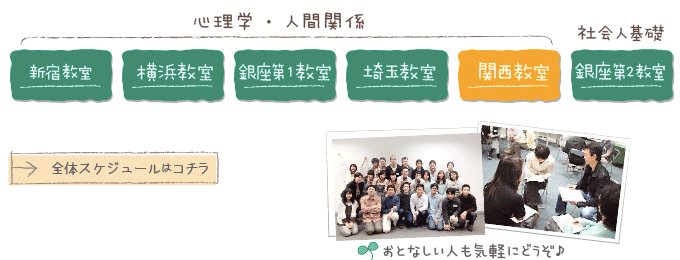 心理学・人間関係
社会人基礎
新宿教室
横浜教室
銀座第1教室
埼玉教室
関西教室
銀座第2教室
全体スケジュールはコチラ
おとなしい人も気軽にどうぞ♪